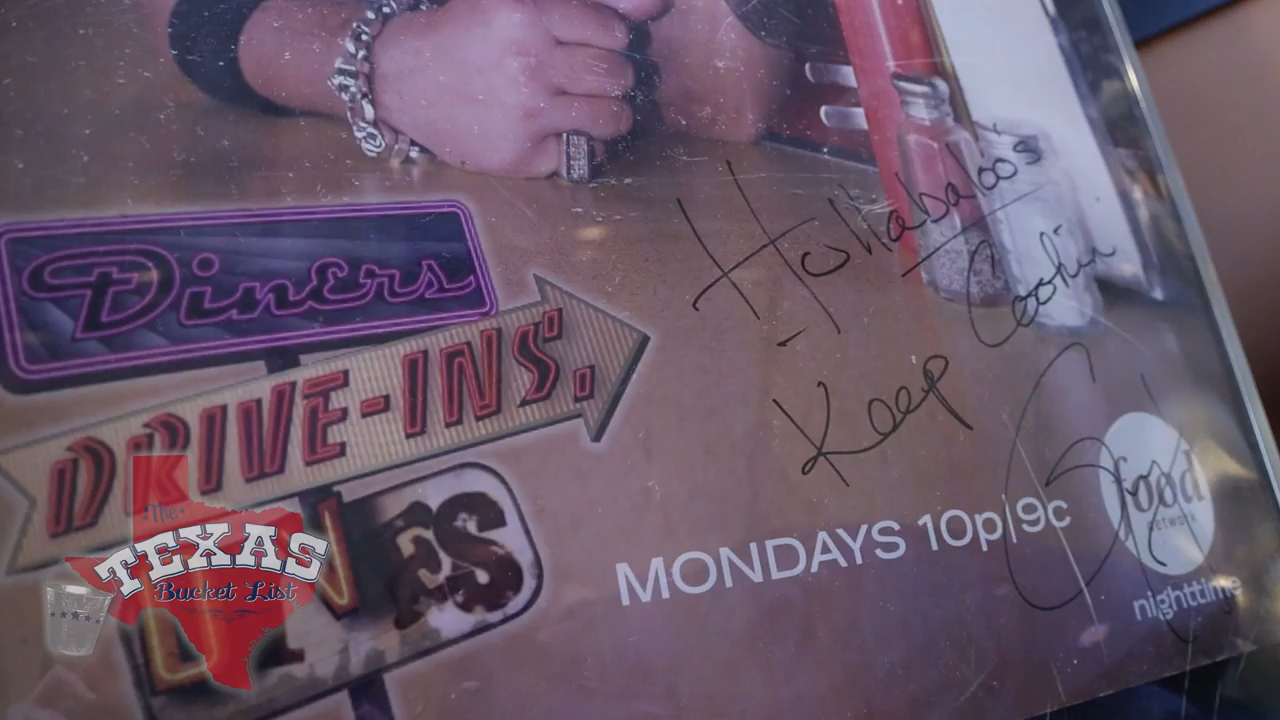 Hullabaloo's
Keep Cookin
Diners
DRIVE-INS,
MONDAYS 10p|9c
food
network
nighttime
The
TEXAS
Bucket List